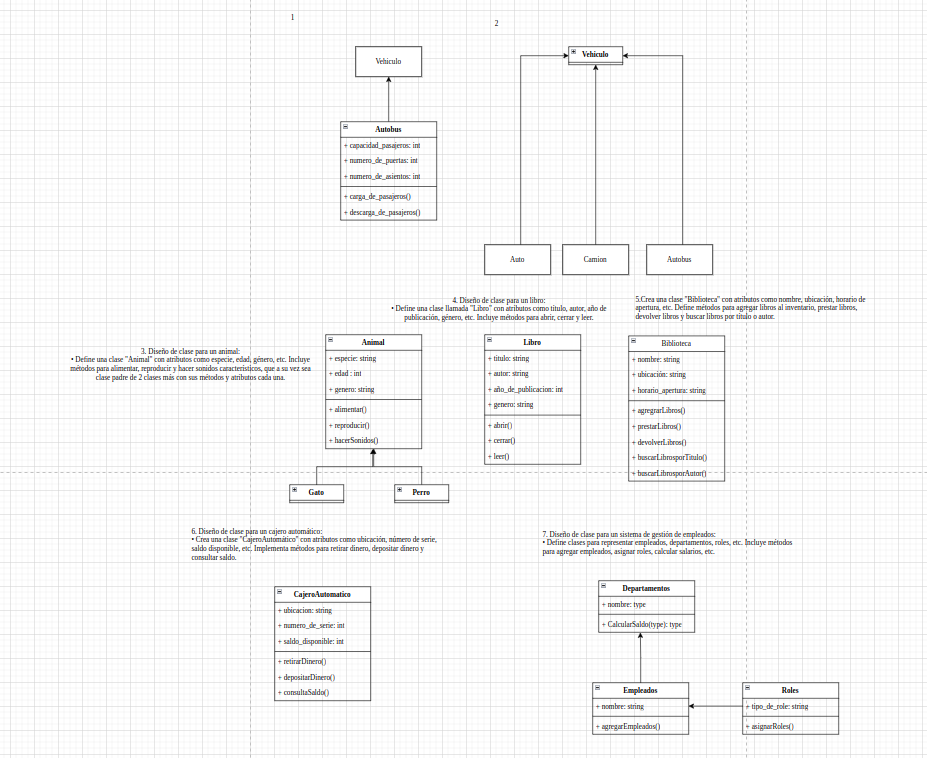 1
2
Vehiculo
Autobus
+ capacidad_pasajeros: int
+ numero_de_puertas: int
+ numero_de_asientos: int
+ carga_de_pasajeros()
+ descarga_de_pasajeros()
Vehiculo
Auto
Camion
Autobus
3. Diseño de clase para un animal:
• Define una clase "Animal" con atributos como especie, edad, género, etc. Incluye
métodos para alimentar, reproducir y hacer sonidos característicos, que a su vez sea
clase padre de 2 clases más con sus métodos y atributos cada una.
Animal
+ especie: string
+ edad : int
+ genero: string
+ alimentar()
+ reproducir()
+ hacerSonidos()
Gato
Perro
4. Diseño de clase para un libro:
• Define una clase llamada "Libro" con atributos como título, autor, año de
publicación, género, etc. Incluye métodos para abrir, cerrar y leer.
Libro
+ titulo: string
+ autor: string
+ año_de_publicacion: int
+ genero: string
+ abrir()
+ cerrar()
+ leer()
5.Crea una clase "Biblioteca" con atributos como nombre, ubicación, horario de
apertura, etc. Define métodos para agregar libros al inventario, prestar libros,
devolver libros y buscar libros por título o autor.
Biblioteca
+ nombre: string
+ ubicación: string
+ horario_apertura: string
+ agregrarLibros()
+ prestarLibros()
+ devolverLibros()
+ buscarLibrosporTitulo()
+ buscarLibrosporAutor()
6. Diseño de clase para un cajero automático:
• Crea una clase "CajeroAutomático" con atributos como ubicación, número de serie,
saldo disponible, etc. Implementa métodos para retirar dinero, depositar dinero y
consultar saldo.
CajeroAutomatico
+ ubicacion: string
+ numero_de_serie: int
+ saldo_disponible: int
+ retirarDinero()
+ depositarDinero()
+ consultaSaldo()
7. Diseño de clase para un sistema de gestión de empleados:
• Define clases para representar empleados, departamentos, roles, etc. Incluye métodos
para agregar empleados, asignar roles, calcular salarios, etc.
Departamentos
+ nombre: type
+ CalcularSaldo(type): type
Empleados
+ nombre: string
+ agregarEmpleados()
Roles
+ tipo_de_role: string
+ asignarRoles()